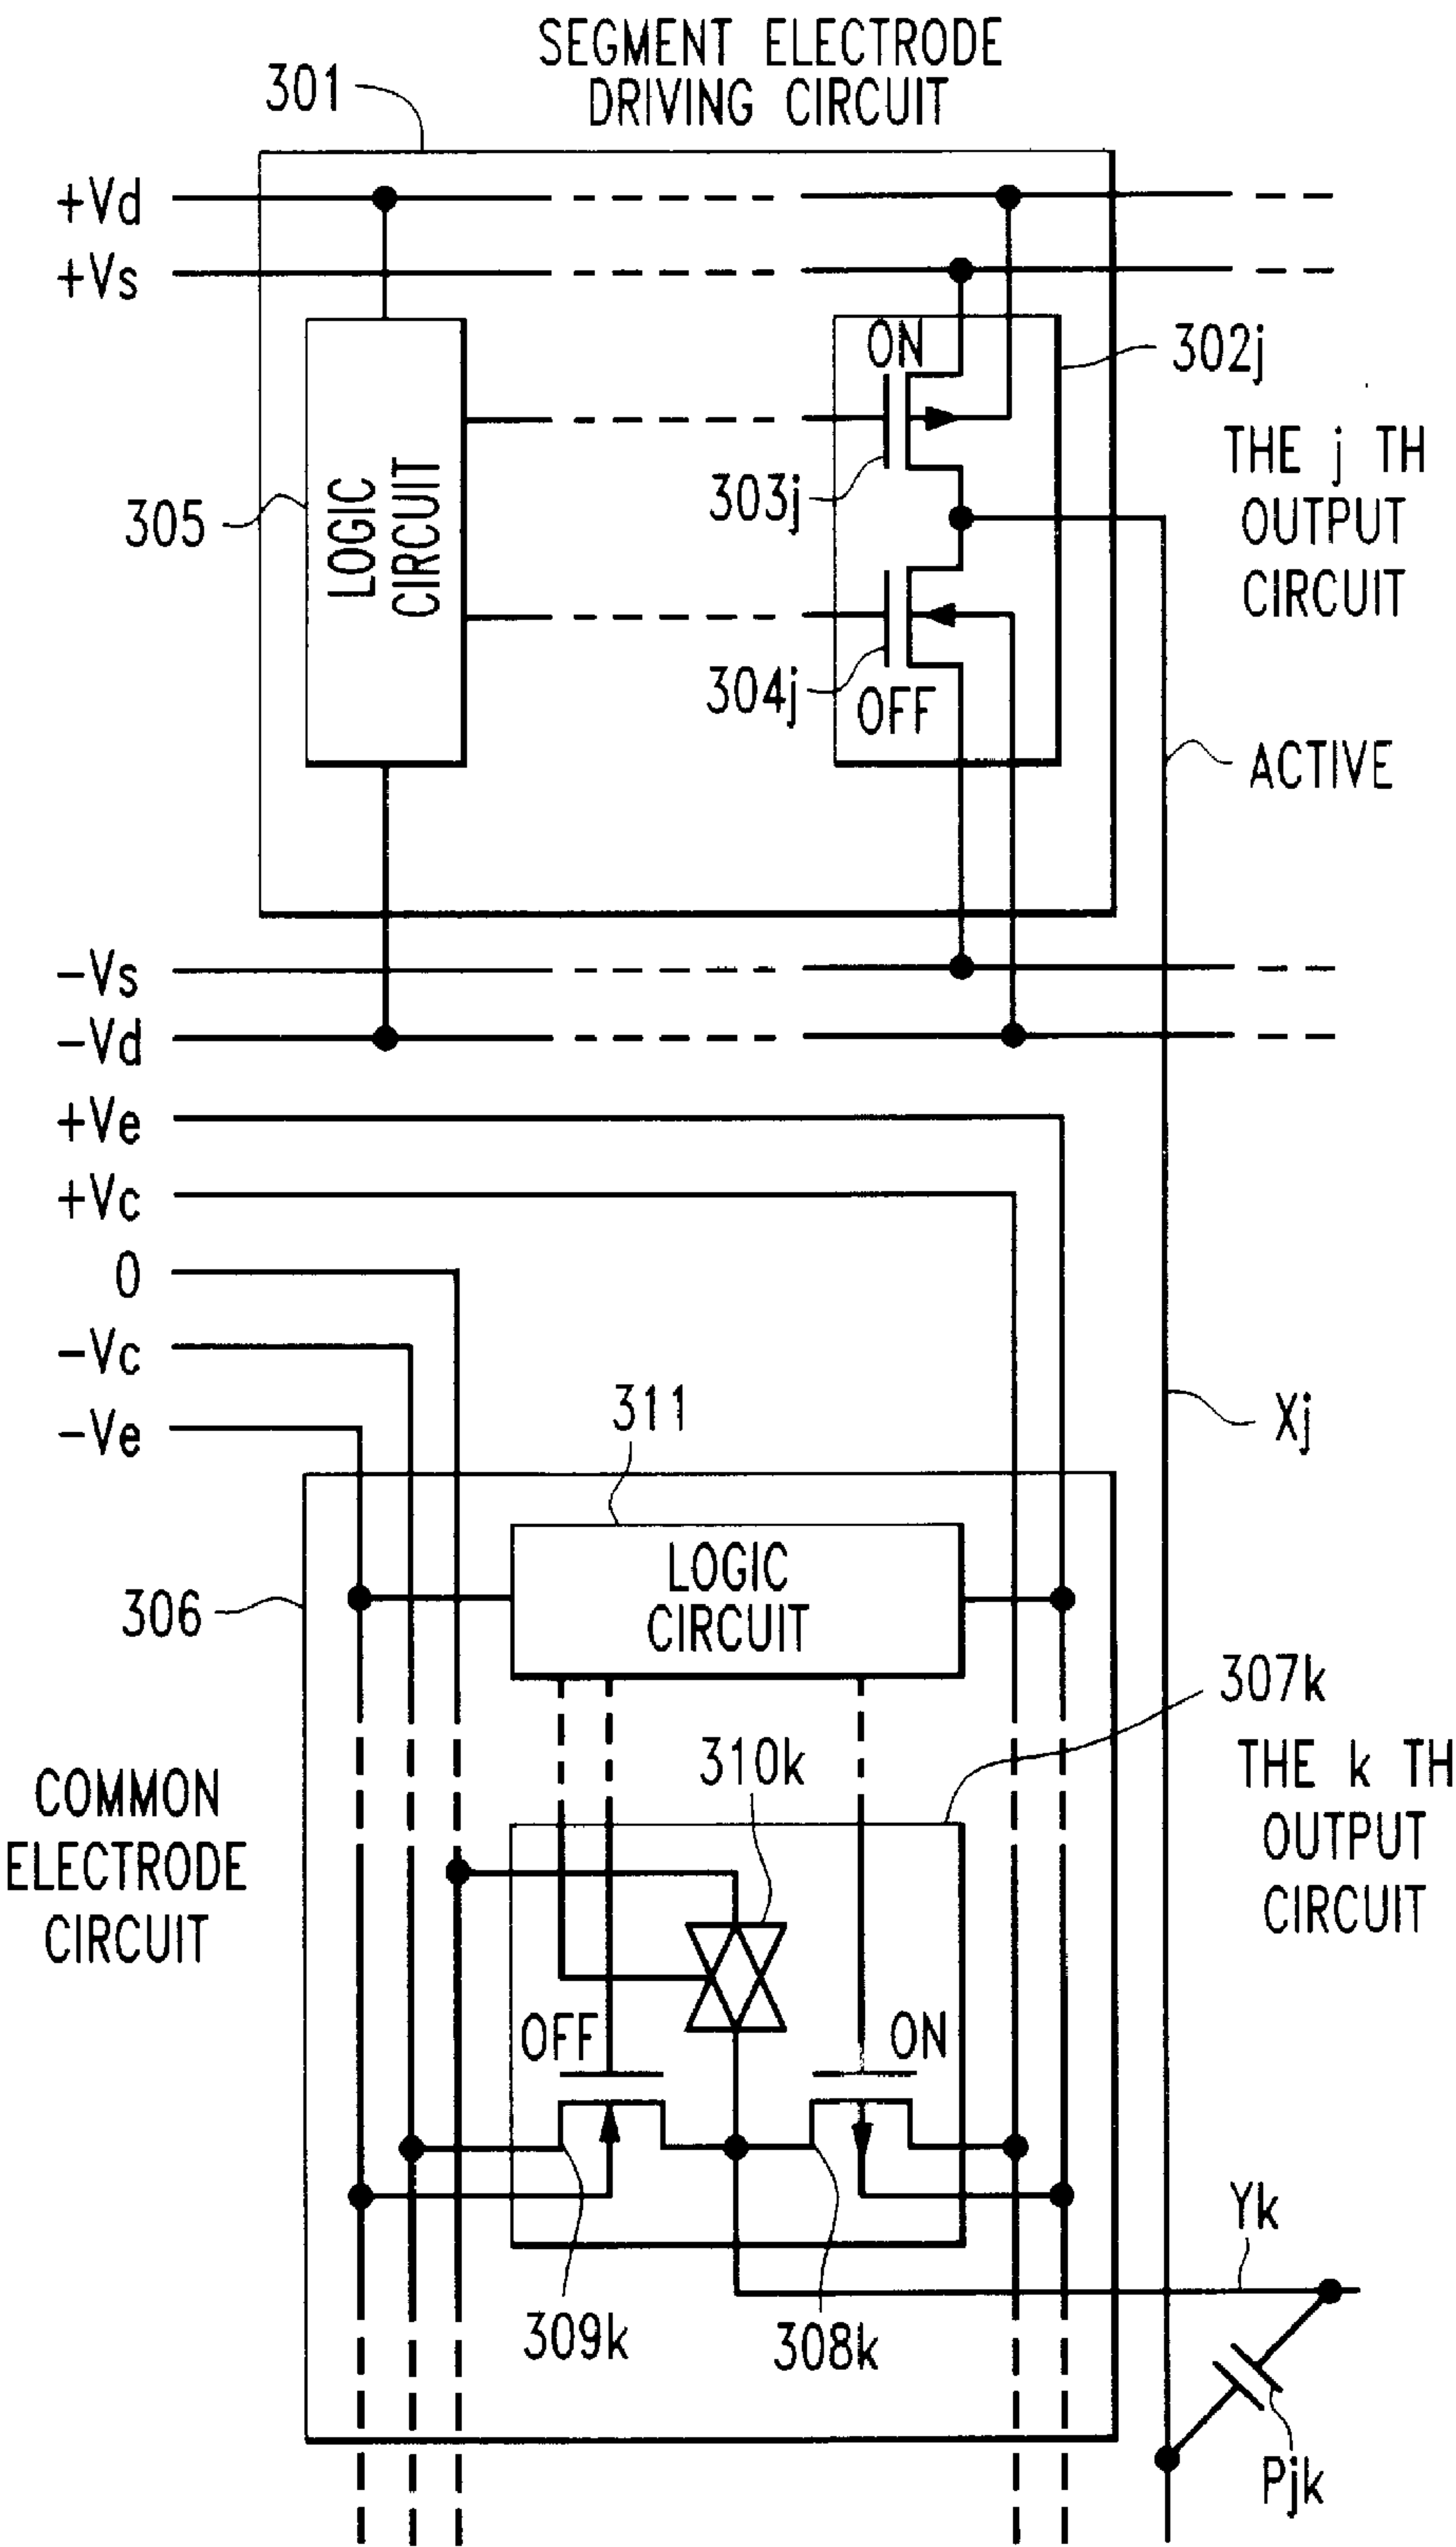 SEGMENT ELECTRODE
DRIVING CIRCUIT
301
+Vd
+Vs
ON
302j
LOGIC
CIRCUIT
305
303j
THE j TH
OUTPUT
CIRCUIT
304j
OFF
ACTIVE
-Vs
-Vd
+Ve
+Vc
0
-Vc
-Ve
311
Xj
LOGIC
CIRCUIT
306
307k
310k
COMMON
ELECTRODE
CIRCUIT
THE k TH
OUTPUT
CIRCUIT
OFF
ON
Yk
309k
308k
Pjk